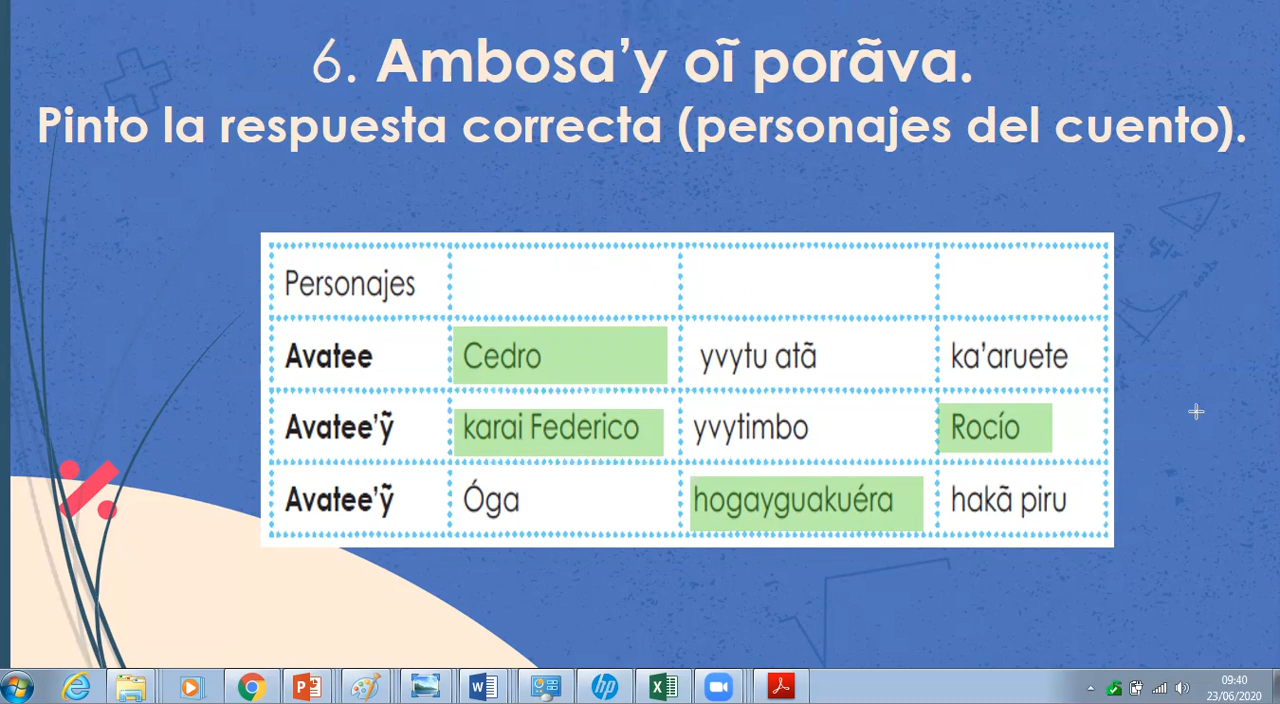 6. Ambosa’y oĩ porãva.
Pinto la respuesta correcta (personajes del cuento).
Personajes
Avatee Cedro yvytu atã ka’aruete
Avatee’ỹ karai Federico yvytimbo Rocío
Avatee’ỹ Óga hogayguakuéra hakã piru
09:40
23/06/2020